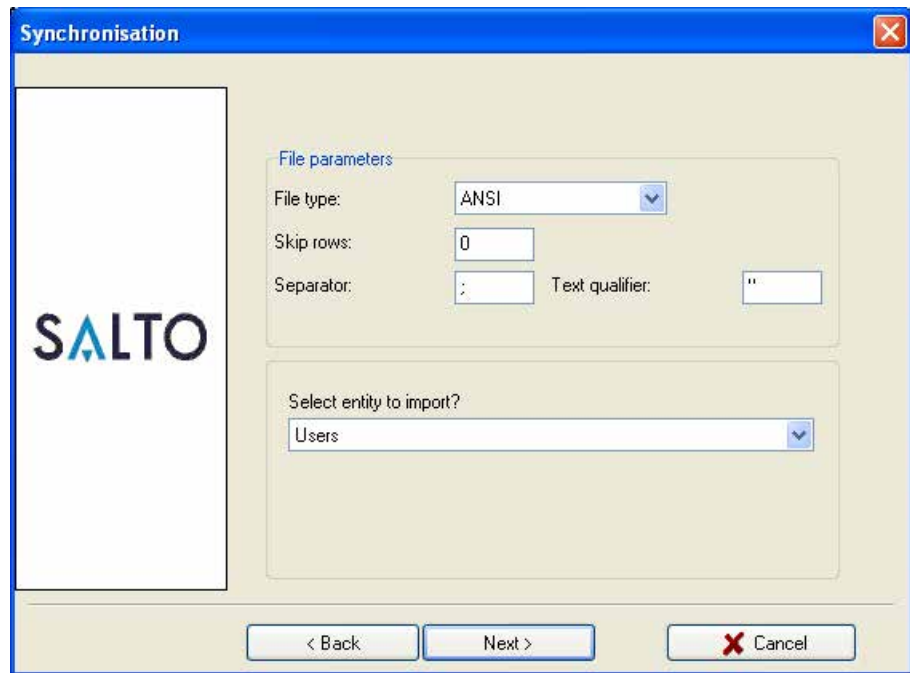 Synchronisation
SALTO
File parameters
File type: ANSI
Skip rows: 0
Separator: ; Text qualifier: "
Select entity to import?
Users
< Back Next > Cancel